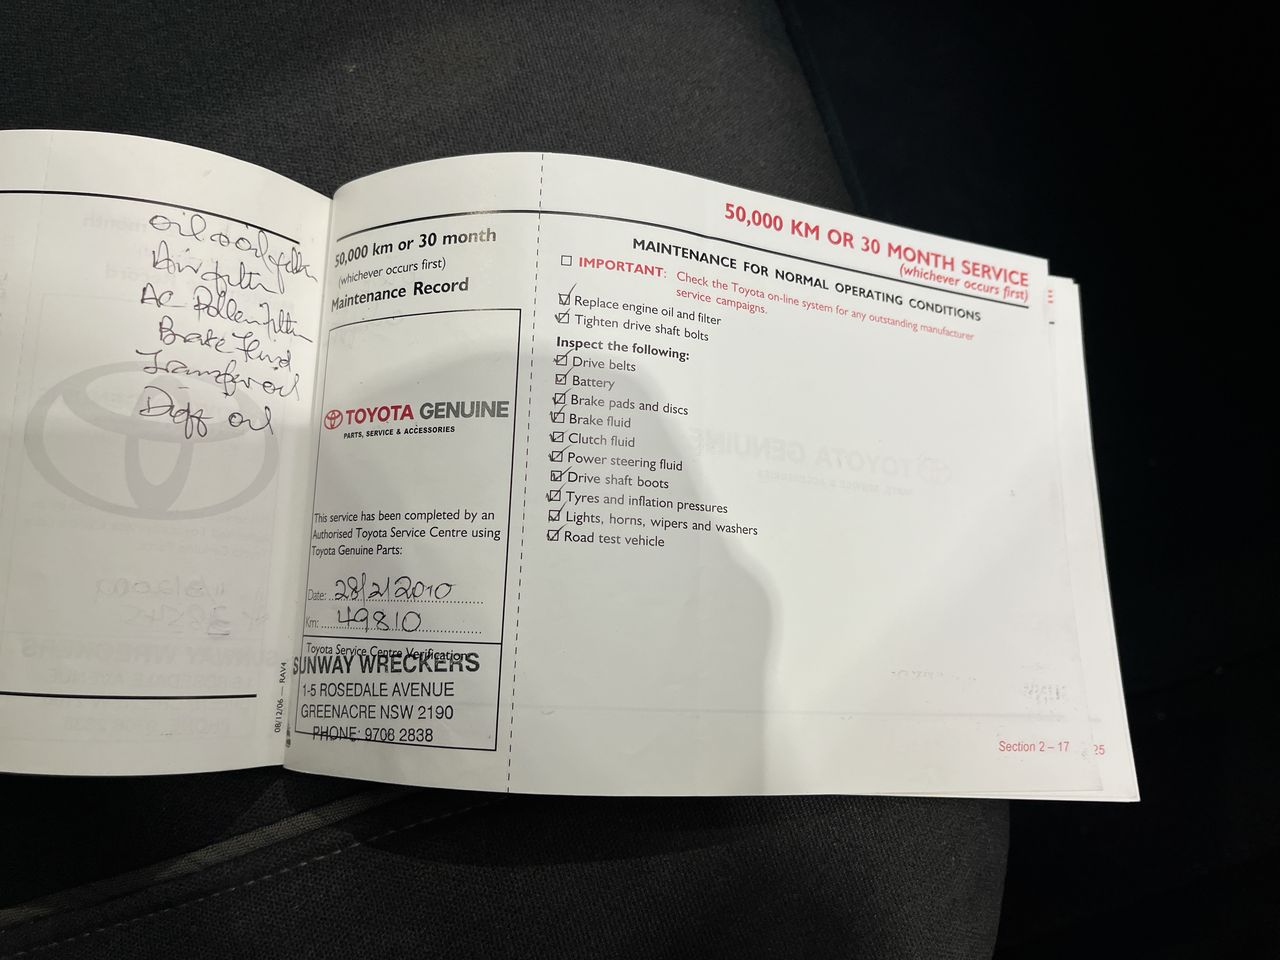 oil & oil filter
Air filter
AC Pollen filter
Brake Fluid
Transfer oil
Diff oil
50,000 km or 30 month
(whichever occurs first)
Maintenance Record
TOYOTA GENUINE
PARTS, SERVICE & ACCESSORIES
This service has been completed by an
Authorised Toyota Service Centre using
Toyota Genuine Parts:
Date: 28/2/2010
Km: 49810
Toyota Service Centre Verification
SUNWAY WRECKERS
1-5 ROSEDALE AVENUE
GREENACRE NSW 2190
PHONE: 9708 2838
08/12/06 — RAV4
50,000 KM OR 30 MONTH SERVICE
(whichever occurs first)
MAINTENANCE FOR NORMAL OPERATING CONDITIONS
IMPORTANT: Check the Toyota on-line system for any outstanding manufacturer
service campaigns.
Replace engine oil and filter
Tighten drive shaft bolts
Inspect the following:
Drive belts
Battery
Brake pads and discs
Brake fluid
Clutch fluid
Power steering fluid
Drive shaft boots
Tyres and inflation pressures
Lights, horns, wipers and washers
Road test vehicle
Section 2 – 17
25